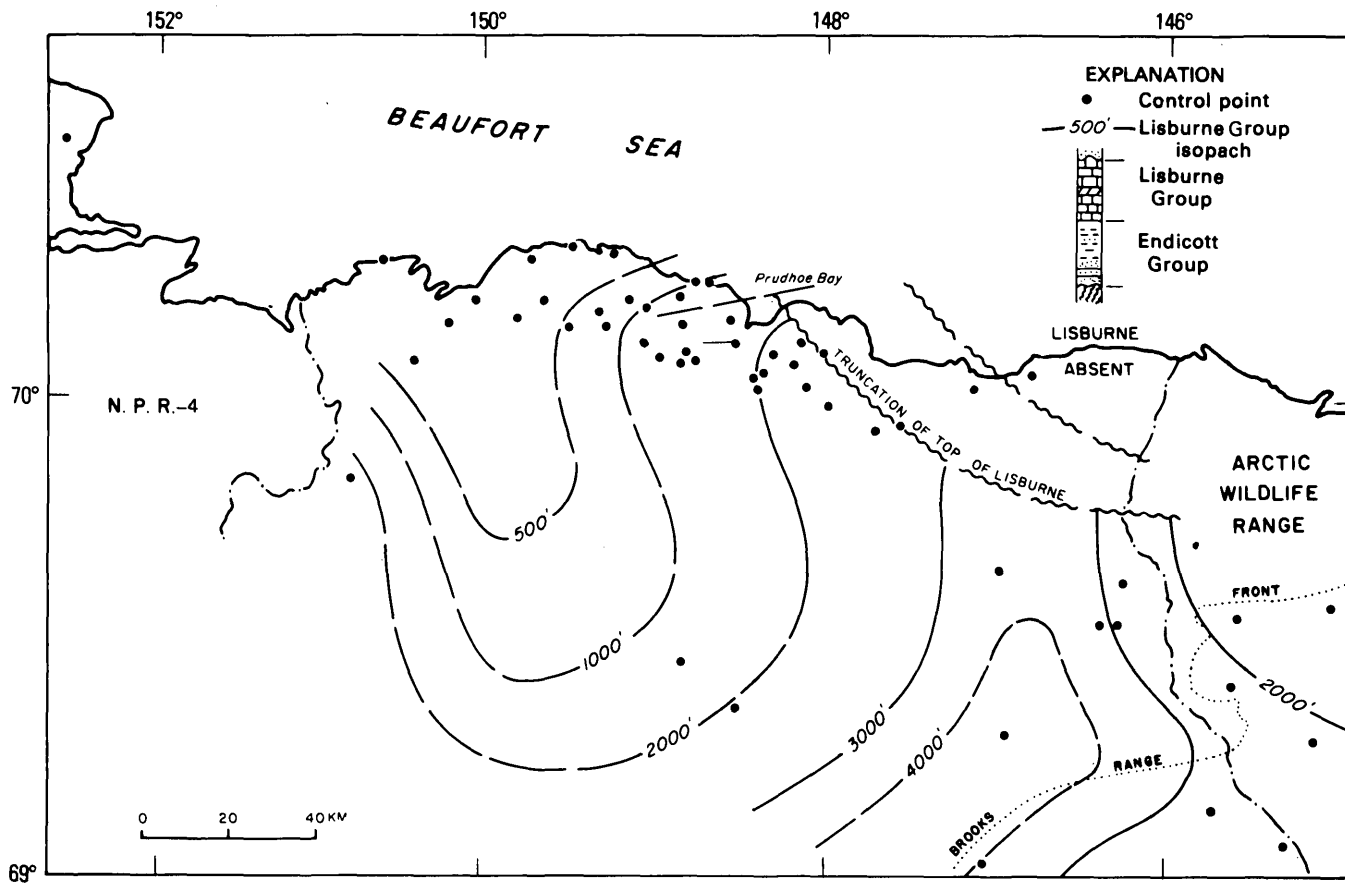 152°
150°
148°
146°
EXPLANATION
Control point
500'
Lisburne Group
isopach
Lisburne
Group
Endicott
Group
BEAUFORT SEA
Prudhoe Bay
LISBURNE
ABSENT
TRUNCATION OF TOP OF LISBURNE
70°
N. P. R.–4
ARCTIC
WILDLIFE
RANGE
500'
1000'
2000'
3000'
4000'
2000'
FRONT
RANGE
BROOKS
0 20 40 KM
69°